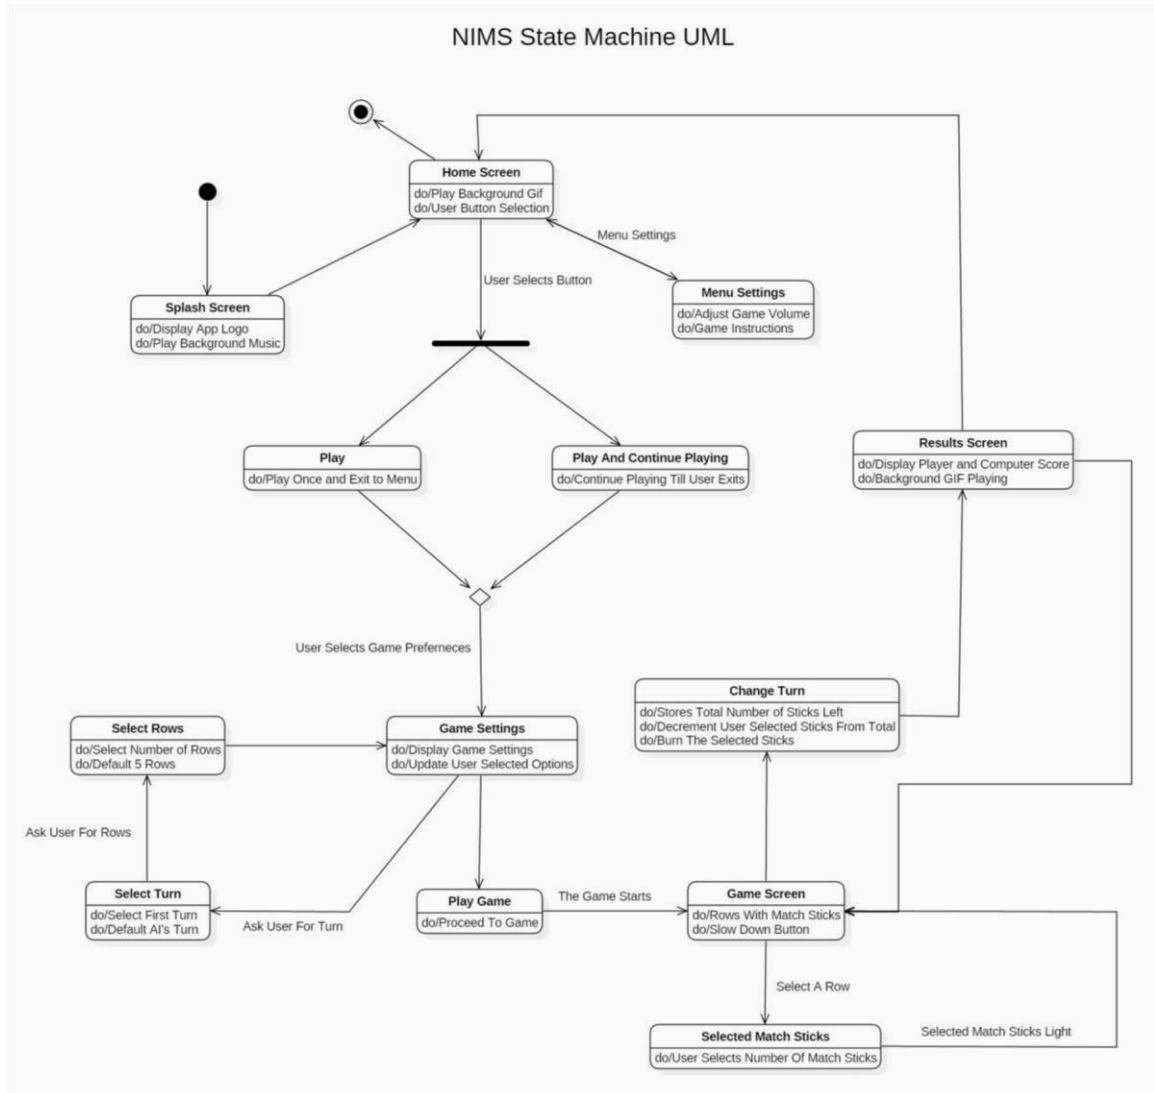 NIMS State Machine UML
Home Screen
do/Play Background Gif
do/User Button Selection
Menu Settings
User Selects Button
Menu Settings
do/Adjust Game Volume
do/Game Instructions
Splash Screen
do/Display App Logo
do/Play Background Music
Play
do/Play Once and Exit to Menu
Play And Continue Playing
do/Continue Playing Till User Exits
Results Screen
do/Display Player and Computer Score
do/Background GIF Playing
User Selects Game Preferneces
Change Turn
do/Stores Total Number of Sticks Left
do/Decrement User Selected Sticks From Total
do/Burn The Selected Sticks
Select Rows
do/Select Number of Rows
do/Default 5 Rows
Game Settings
do/Display Game Settings
do/Update User Selected Options
Ask User For Rows
Select Turn
do/Select First Turn
do/Default AI's Turn
Ask User For Turn
Play Game
do/Proceed To Game
The Game Starts
Game Screen
do/Rows With Match Sticks
do/Slow Down Button
Select A Row
Selected Match Sticks
do/User Selects Number Of Match Sticks
Selected Match Sticks Light